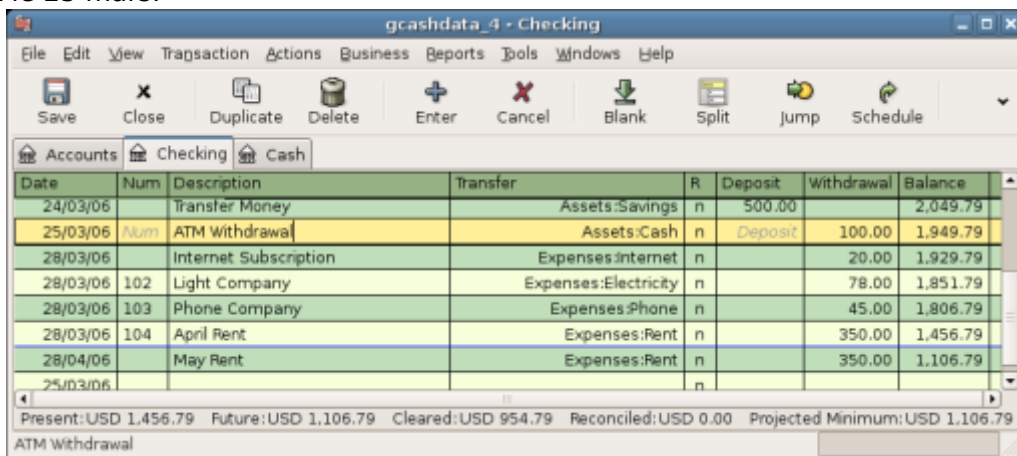 gcashdata_4 - Checking
File Edit View Transaction Actions Business Reports Tools Windows Help
Save Close Duplicate Delete Enter Cancel Blank Split Jump Schedule
Accounts Checking Cash
Date Num Description Transfer R Deposit Withdrawal Balance
24/03/06 Transfer Money Assets:Savings n 500.00 2,049.79
25/03/06 Num ATM Withdrawal Assets:Cash n Deposit 100.00 1,949.79
28/03/06 Internet Subscription Expenses:Internet n 20.00 1,929.79
28/03/06 102 Light Company Expenses:Electricity n 78.00 1,851.79
28/03/06 103 Phone Company Expenses:Phone n 45.00 1,806.79
28/03/06 104 April Rent Expenses:Rent n 350.00 1,456.79
28/04/06 May Rent Expenses:Rent n 350.00 1,106.79
25/03/06 n
Present:USD 1,456.79 Future:USD 1,106.79 Cleared:USD 954.79 Reconciled:USD 0.00 Projected Minimum:USD 1,106.79
ATM Withdrawal